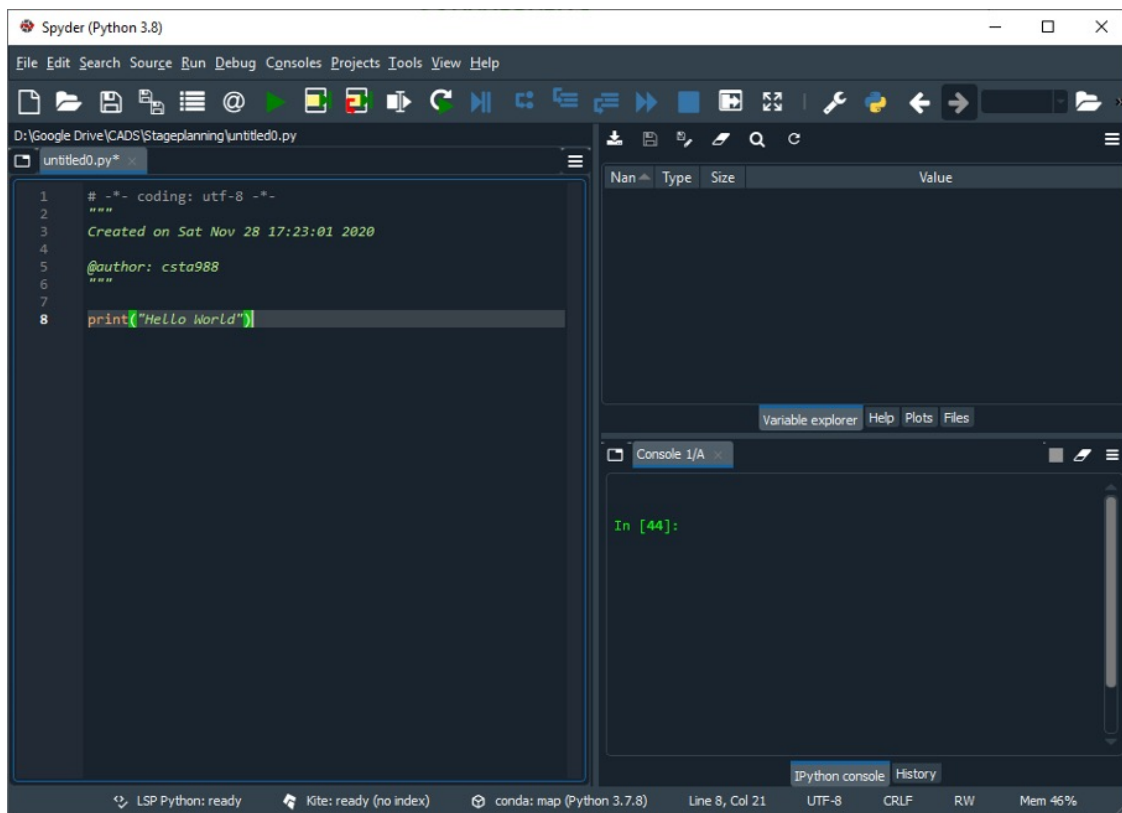 Spyder (Python 3.8)
File Edit Search Source Run Debug Consoles Projects Tools View Help
D:\Google Drive\CADS\Stageplanning\untitled0.py
untitled0.py*
1 # -*- coding: utf-8 -*-
2 """
3 Created on Sat Nov 28 17:23:01 2020
4
5 @author: csta988
6 """
7
8 print("Hello World")
Nan Type Size Value
Variable explorer Help Plots Files
Console 1/A
In [44]:
IPython console History
LSP Python: ready Kite: ready (no index) conda: map (Python 3.7.8) Line 8, Col 21 UTF-8 CRLF RW Mem 46%